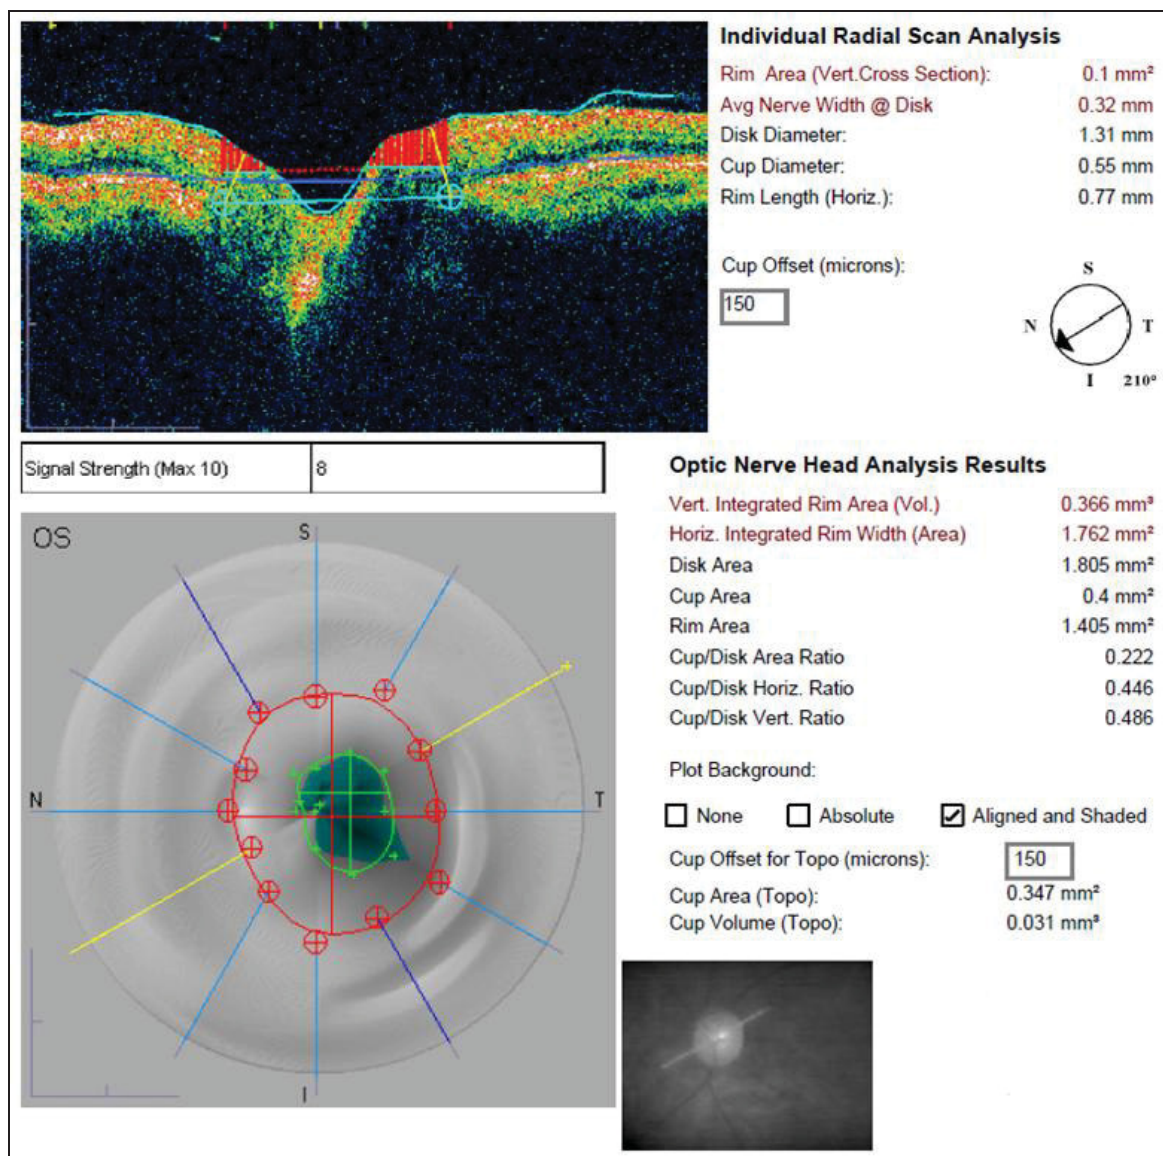 Individual Radial Scan Analysis
Rim Area (Vert.Cross Section): 0.1 mm²
Avg Nerve Width @ Disk 0.32 mm
Disk Diameter: 1.31 mm
Cup Diameter: 0.55 mm
Rim Length (Horiz.): 0.77 mm
Cup Offset (microns):
150
S
N T
I 210°
Signal Strength (Max 10) 8
Optic Nerve Head Analysis Results
Vert. Integrated Rim Area (Vol.) 0.366 mm³
Horiz. Integrated Rim Width (Area) 1.762 mm²
Disk Area 1.805 mm²
Cup Area 0.4 mm²
Rim Area 1.405 mm²
Cup/Disk Area Ratio 0.222
Cup/Disk Horiz. Ratio 0.446
Cup/Disk Vert. Ratio 0.486
Plot Background:
None Absolute Aligned and Shaded
Cup Offset for Topo (microns): 150
Cup Area (Topo): 0.347 mm²
Cup Volume (Topo): 0.031 mm³
OS
S
N T
I